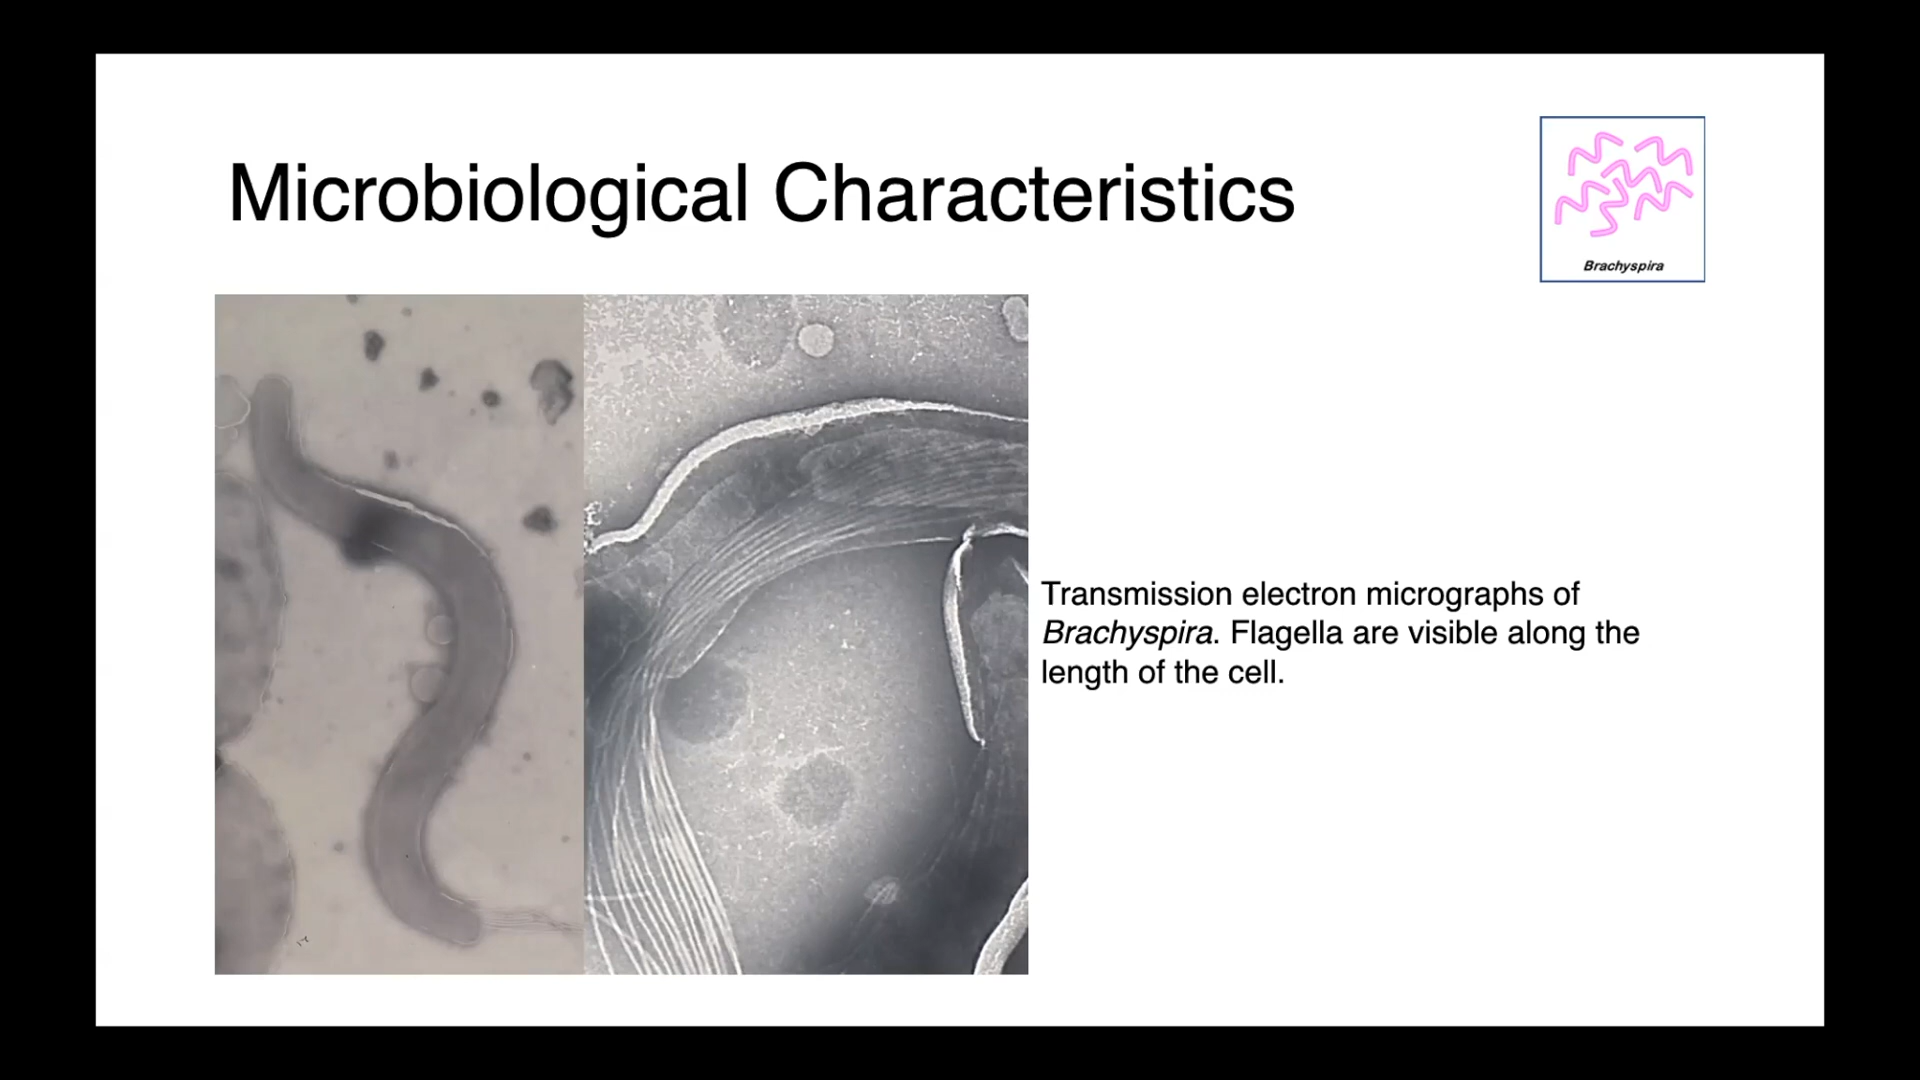 Microbiological Characteristics
Brachyspira
Transmission electron micrographs of
Brachyspira. Flagella are visible along the
length of the cell.